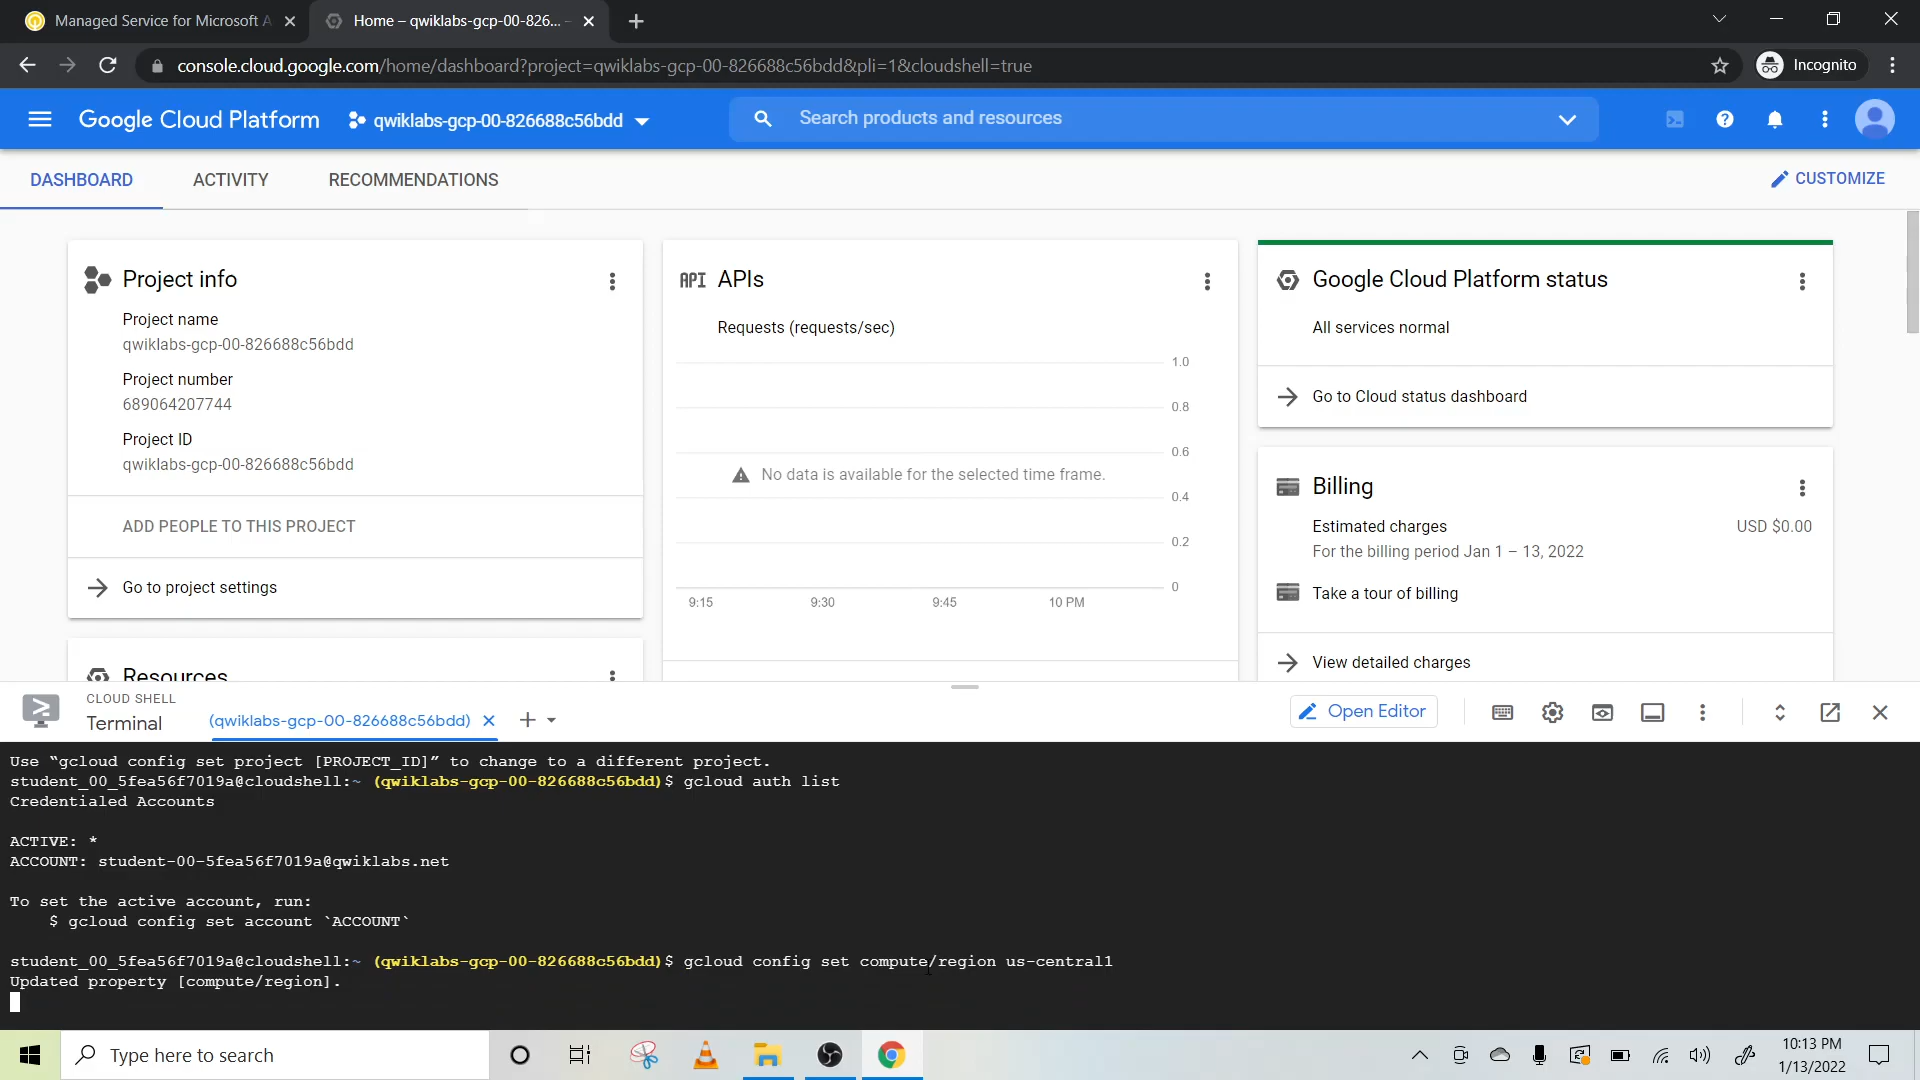 Managed Service for Microsoft A
Home – qwiklabs-gcp-00-826...
console.cloud.google.com/home/dashboard?project=qwiklabs-gcp-00-826688c56bdd&pli=1&cloudshell=true
Incognito
Google Cloud Platform
qwiklabs-gcp-00-826688c56bdd
Search products and resources
DASHBOARD
ACTIVITY
RECOMMENDATIONS
CUSTOMIZE
Project info
Project name
qwiklabs-gcp-00-826688c56bdd
Project number
689064207744
Project ID
qwiklabs-gcp-00-826688c56bdd
ADD PEOPLE TO THIS PROJECT
Go to project settings
Resources
API APIs
Requests (requests/sec)
1.0
0.8
0.6
No data is available for the selected time frame.
0.4
0.2
0
9:15
9:30
9:45
10 PM
Google Cloud Platform status
All services normal
Go to Cloud status dashboard
Billing
Estimated charges
USD $0.00
For the billing period Jan 1 – 13, 2022
Take a tour of billing
View detailed charges
CLOUD SHELL
Terminal
(qwiklabs-gcp-00-826688c56bdd)
Open Editor
Use “gcloud config set project [PROJECT_ID]” to change to a different project.
student_00_5fea56f7019a@cloudshell:~ (qwiklabs-gcp-00-826688c56bdd)$ gcloud auth list
Credentialed Accounts
ACTIVE: *
ACCOUNT: student-00-5fea56f7019a@qwiklabs.net
To set the active account, run:
$ gcloud config set account `ACCOUNT`
student_00_5fea56f7019a@cloudshell:~ (qwiklabs-gcp-00-826688c56bdd)$ gcloud config set compute/region us-central1
Updated property [compute/region].
Type here to search
10:13 PM
1/13/2022